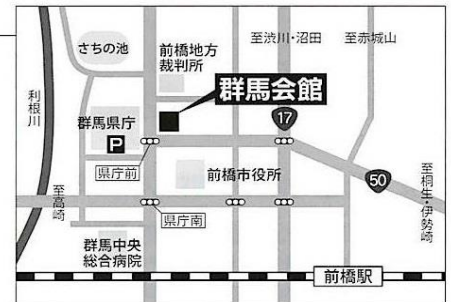 さちの池
前橋地方
裁判所
至渋川・沼田
至赤城山
群馬会館
利根川
群馬県庁
17
P
県庁前
前橋市役所
50
至高崎
至桐生・伊勢崎
県庁南
群馬中央
総合病院
前橋駅